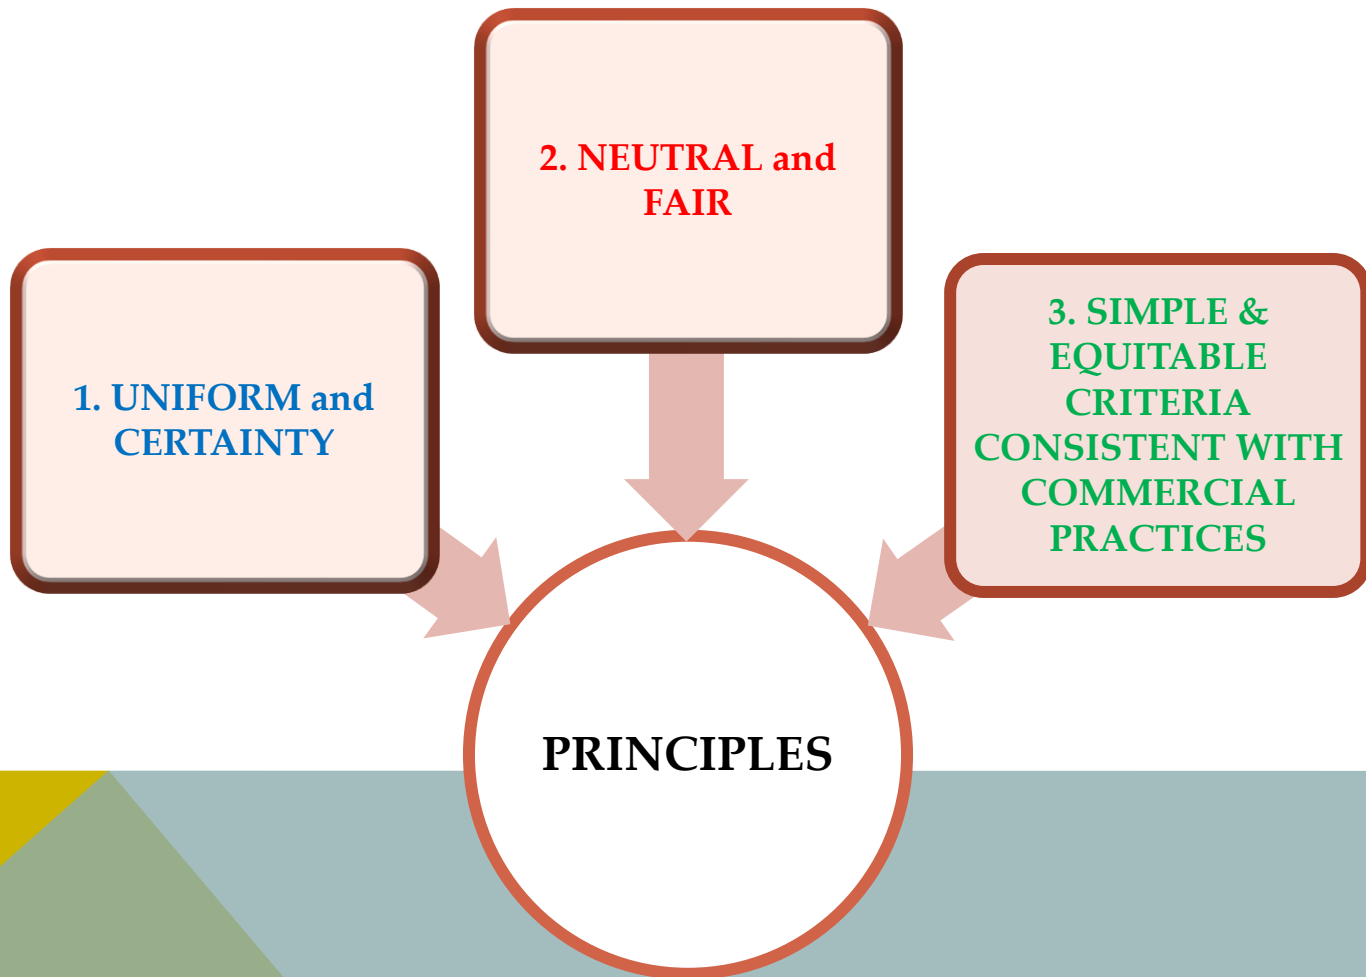 1. UNIFORM and
CERTAINTY
2. NEUTRAL and
FAIR
3. SIMPLE &
EQUITABLE
CRITERIA
CONSISTENT WITH
COMMERCIAL
PRACTICES
PRINCIPLES